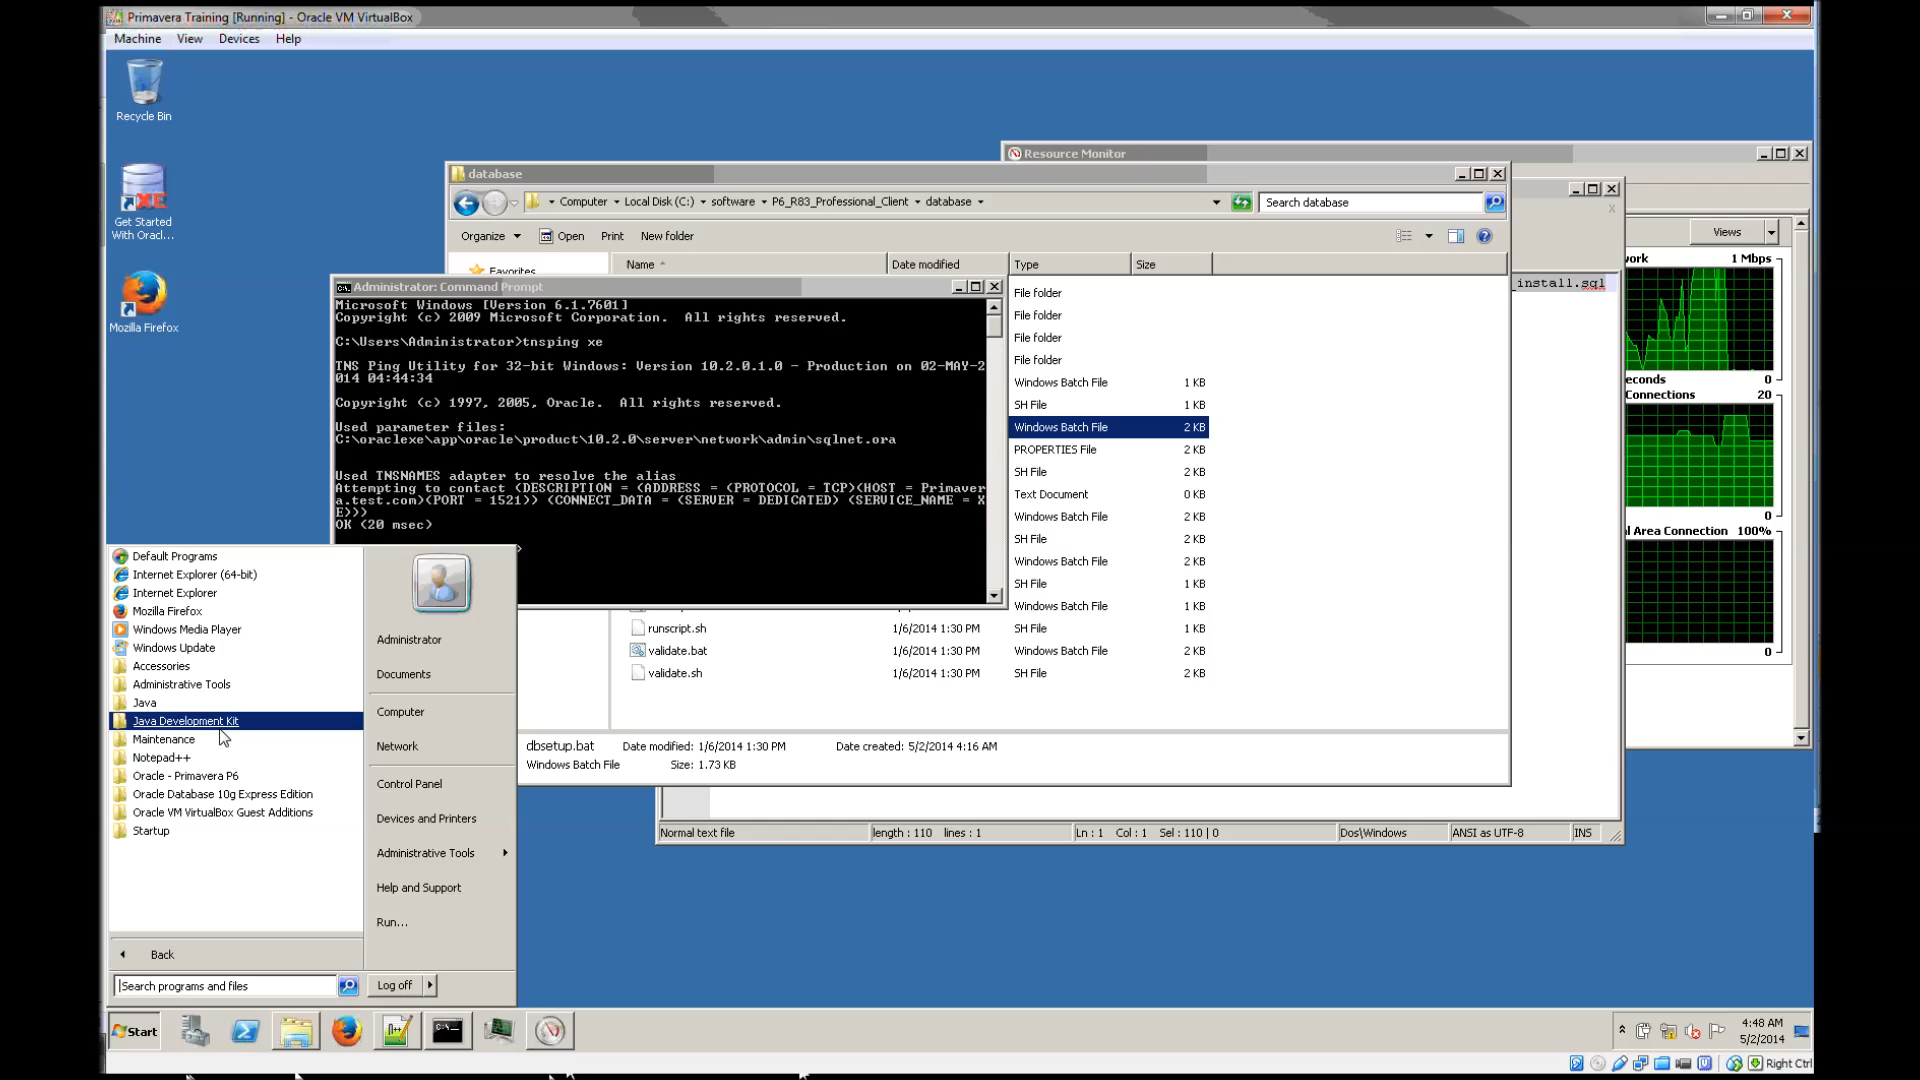 Primavera Training [Running] - Oracle VM VirtualBox
Machine View Devices Help
Recycle Bin
Get Started
With Oracl...
Mozilla Firefox
Resource Monitor
Views
work 1 Mbps
econds 0
Connections 20
0
l Area Connection 100%
0
_install.sql
database
Computer Local Disk (C:) software P6_R83_Professional_Client database
Search database
Organize Open Print New folder
Favorites
Name Date modified Type Size
File folder
File folder
File folder
File folder
Windows Batch File 1 KB
SH File 1 KB
Windows Batch File 2 KB
PROPERTIES File 2 KB
SH File 2 KB
Text Document 0 KB
Windows Batch File 2 KB
SH File 2 KB
Windows Batch File 2 KB
SH File 1 KB
Windows Batch File 1 KB
runscript.sh 1/6/2014 1:30 PM SH File 1 KB
validate.bat 1/6/2014 1:30 PM Windows Batch File 2 KB
validate.sh 1/6/2014 1:30 PM SH File 2 KB
dbsetup.bat Date modified: 1/6/2014 1:30 PM Date created: 5/2/2014 4:16 AM
Windows Batch File Size: 1.73 KB
Administrator: Command Prompt
Microsoft Windows [Version 6.1.7601]
Copyright (c) 2009 Microsoft Corporation. All rights reserved.
C:\Users\Administrator>tnsping xe
TNS Ping Utility for 32-bit Windows: Version 10.2.0.1.0 - Production on 02-MAY-2
014 04:44:34
Copyright (c) 1997, 2005, Oracle. All rights reserved.
Used parameter files:
C:\oraclexe\app\oracle\product\10.2.0\server\network\admin\sqlnet.ora
Used TNSNAMES adapter to resolve the alias
Attempting to contact (DESCRIPTION = (ADDRESS = (PROTOCOL = TCP)(HOST = Primaver
a.test.com)(PORT = 1521)) (CONNECT_DATA = (SERVER = DEDICATED) (SERVICE_NAME = X
E)))
OK (20 msec)
>
Default Programs
Internet Explorer (64-bit)
Internet Explorer
Mozilla Firefox
Windows Media Player
Windows Update
Accessories
Administrative Tools
Java
Java Development Kit
Maintenance
Notepad++
Oracle - Primavera P6
Oracle Database 10g Express Edition
Oracle VM VirtualBox Guest Additions
Startup
Back
Search programs and files
Administrator
Documents
Computer
Network
Control Panel
Devices and Printers
Administrative Tools
Help and Support
Run...
Log off
Normal text file length : 110 lines : 1 Ln : 1 Col : 1 Sel : 110 | 0 Dos\Windows ANSI as UTF-8 INS
Start
4:48 AM
5/2/2014
Right Ctrl